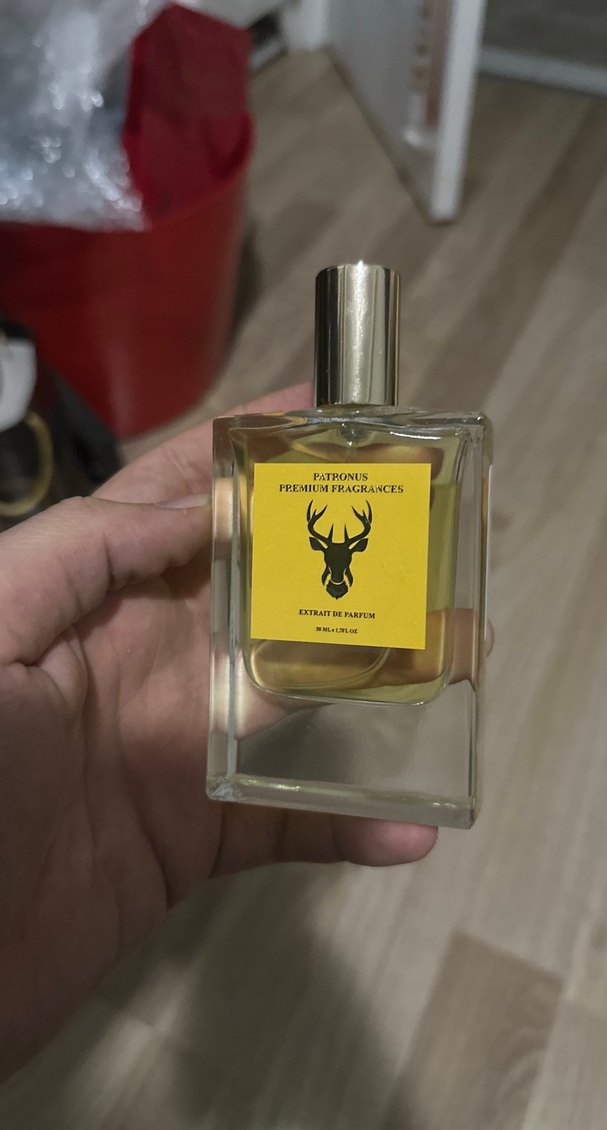 PATRONUS
PREMIUM FRAGRANCES
EXTRAIT DE PARFUM
50 ML e 1,7FL OZ